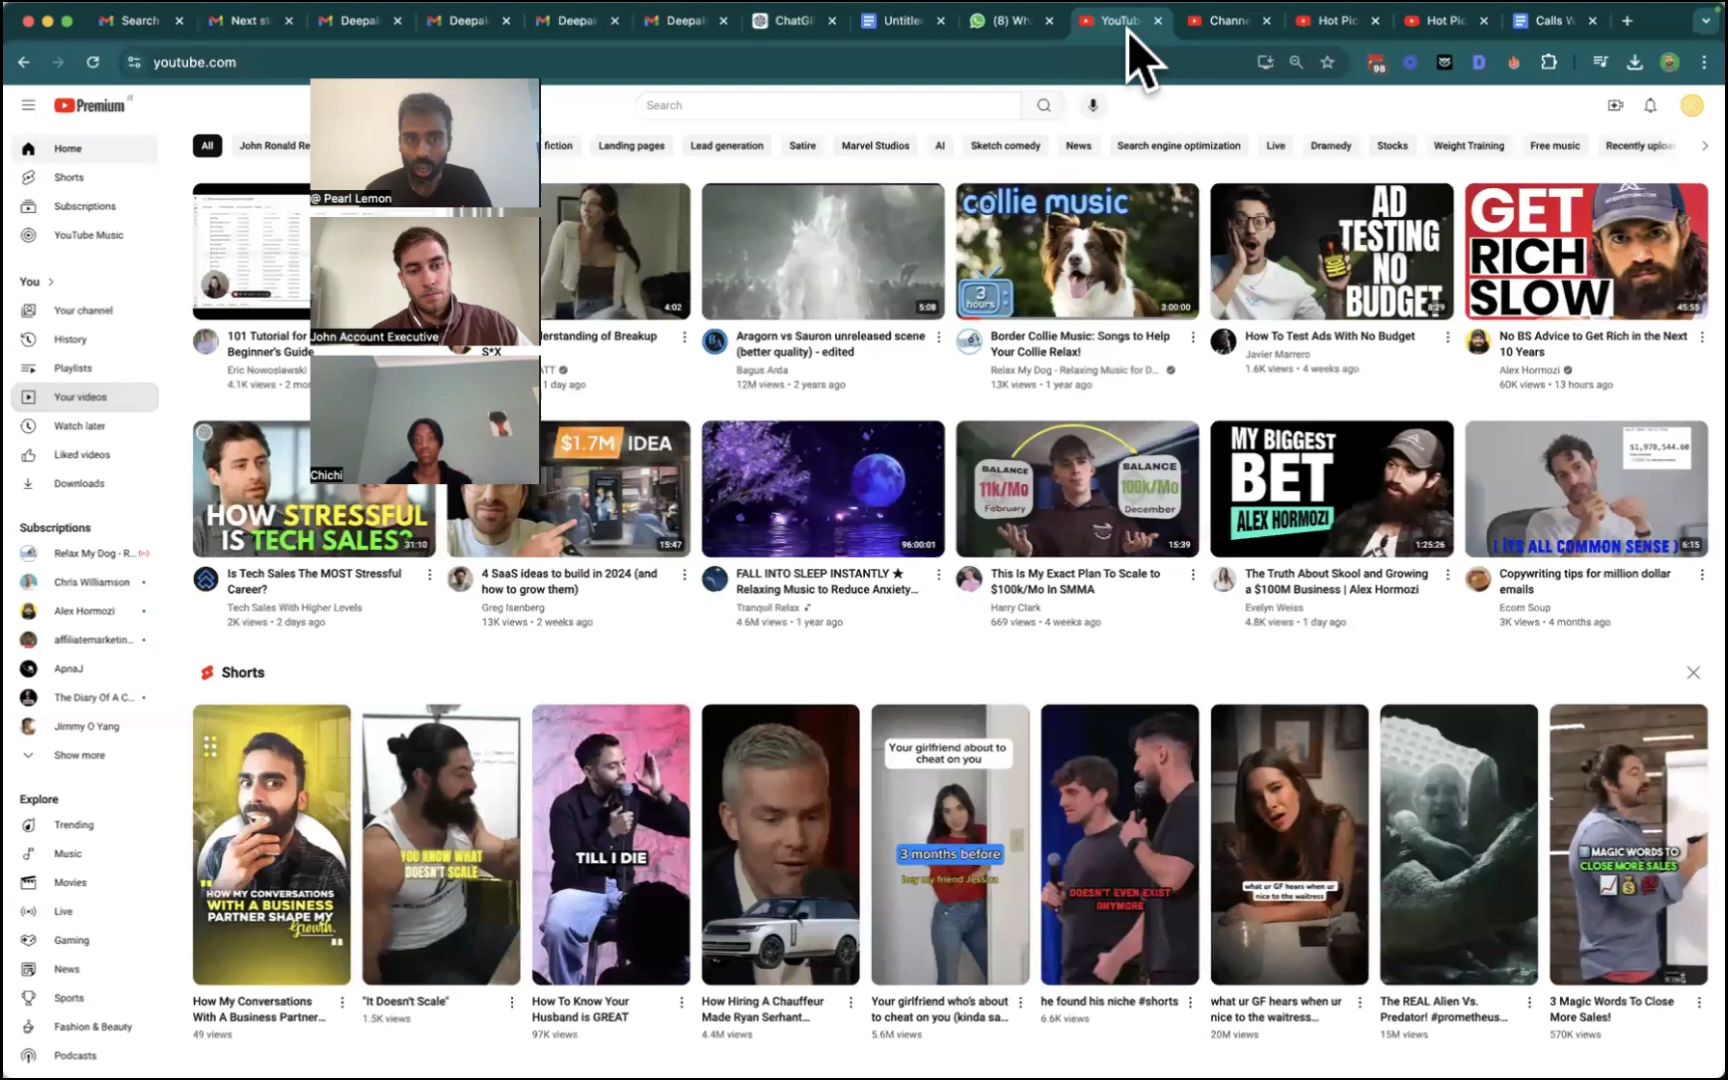 Search
Next st
Deepal
Deepal
Deepal
Deepal
ChatGP
Untitle
(8) Wh
YouTub
Channe
Hot Pic
Hot Pic
Calls W
youtube.com
98
Premium
Search
Home
Shorts
Subscriptions
YouTube Music
You
Your channel
History
Playlists
Your videos
Watch later
Liked videos
Downloads
Subscriptions
Relax My Dog - R...
Chris Williamson
Alex Hormozi
affiliatemarketin...
ApnaJ
The Diary Of A C...
Jimmy O Yang
Show more
Explore
Trending
Music
Movies
Live
Gaming
News
Sports
Fashion & Beauty
Podcasts
All
John Ronald Re
fiction
Landing pages
Lead generation
Satire
Marvel Studios
AI
Sketch comedy
News
Search engine optimization
Live
Dramedy
Stocks
Weight Training
Free music
Recently uploa
@ Pearl Lemon
John Account Executive
S*X
Chichi
101 Tutorial for
Beginner's Guide
Eric Nowoslawski
4.1K views • 2 mo
4:02
erstanding of Breakup
TT
1 day ago
5:08
Aragorn vs Sauron unreleased scene
(better quality) - edited
Bagus Arda
12M views • 2 years ago
collie music
3
hours
3:00:00
Border Collie Music: Songs to Help
Your Collie Relax!
Relax My Dog - Relaxing Music for D...
13K views • 1 year ago
AD
TESTING
NO
BUDGET
8:29
How To Test Ads With No Budget
Javier Marrero
1.6K views • 4 weeks ago
GET
RICH
SLOW
45:55
No BS Advice to Get Rich in the Next
10 Years
Alex Hormozi
60K views • 13 hours ago
HOW STRESSFUL
IS TECH SALES?
31:10
Is Tech Sales The MOST Stressful
Career?
Tech Sales With Higher Levels
2K views • 2 days ago
$1.7M IDEA
15:47
4 SaaS ideas to build in 2024 (and
how to grow them)
Greg Isenberg
13K views • 2 weeks ago
96:00:01
FALL INTO SLEEP INSTANTLY ★
Relaxing Music to Reduce Anxiety...
Tranquil Relax
4.6M views • 1 year ago
BALANCE
11k/Mo
February
BALANCE
100k/Mo
December
15:39
This Is My Exact Plan To Scale to
$100k/Mo In SMMA
Harry Clark
669 views • 4 weeks ago
MY BIGGEST
BET
ALEX HORMOZI
1:25:26
The Truth About Skool and Growing
a $100M Business | Alex Hormozi
Evelyn Weiss
4.8K views • 1 day ago
$1,978,544.60
( ITS ALL COMMON SENSE )
6:15
Copywriting tips for million dollar
emails
Ecom Soup
3K views • 4 months ago
Shorts
HOW MY CONVERSATIONS
WITH A BUSINESS
PARTNER SHAPE MY
Growth.
How My Conversations
With A Business Partner...
49 views
YOU KNOW WHAT
DOESN'T SCALE
"It Doesn't Scale"
1.5K views
TILL I DIE
How To Know Your
Husband is GREAT
97K views
How Hiring A Chauffeur
Made Ryan Serhant...
4.4M views
Your girlfriend about to
cheat on you
3 months before
hey my friend Jessica
Your girlfriend who's about
to cheat on you (kinda sa...
5.6M views
DOESN'T EVEN EXIST
ANYMORE
he found his niche #shorts
6.6K views
what ur GF hears when ur
nice to the waitress
what ur GF hears when ur
nice to the waitress...
20M views
The REAL Alien Vs.
Predator! #prometheus...
15M views
MAGIC WORDS TO
CLOSE MORE SALES
3 Magic Words To Close
More Sales!
570K views